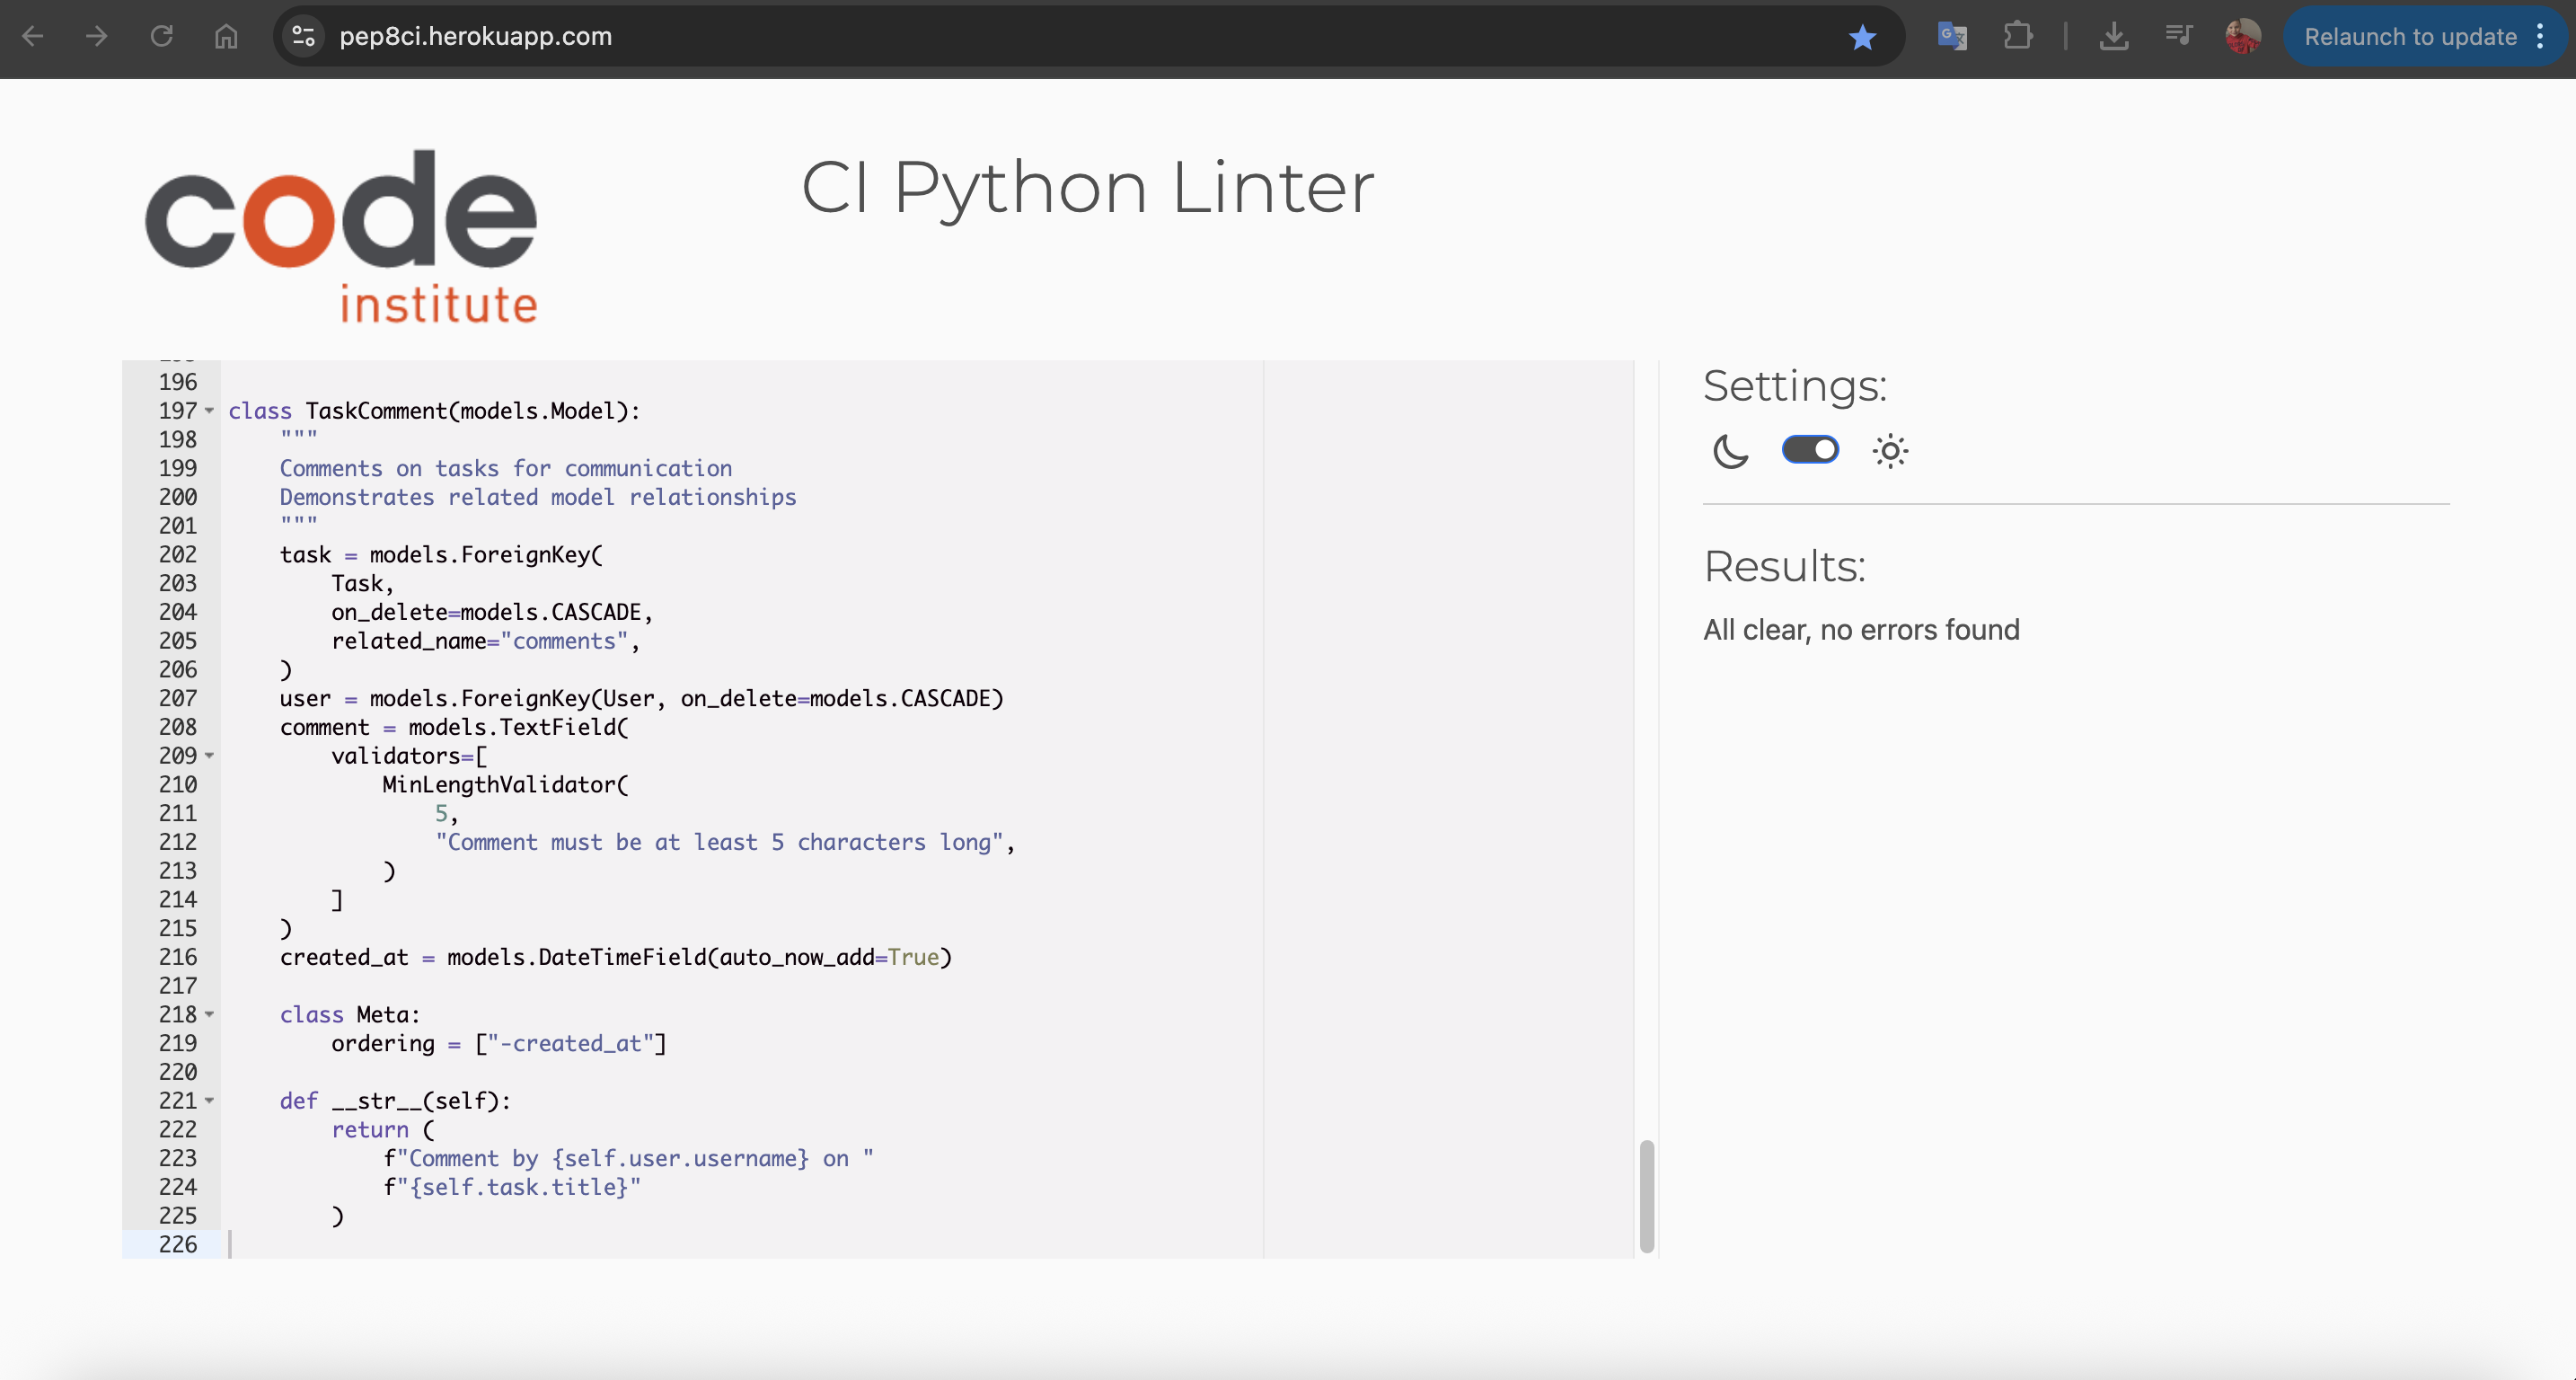 pep8ci.herokuapp.com
Relaunch to update
code
institute
CI Python Linter
196
197 class TaskComment(models.Model):
198     """
199     Comments on tasks for communication
200     Demonstrates related model relationships
201     """
202     task = models.ForeignKey(
203         Task,
204         on_delete=models.CASCADE,
205         related_name="comments",
206     )
207     user = models.ForeignKey(User, on_delete=models.CASCADE)
208     comment = models.TextField(
209         validators=[
210             MinLengthValidator(
211                 5,
212                 "Comment must be at least 5 characters long",
213             )
214         ]
215     )
216     created_at = models.DateTimeField(auto_now_add=True)
217
218     class Meta:
219         ordering = ["-created_at"]
220
221     def __str__(self):
222         return (
223             f"Comment by {self.user.username} on "
224             f"{self.task.title}"
225         )
226
Settings:
Results:
All clear, no errors found